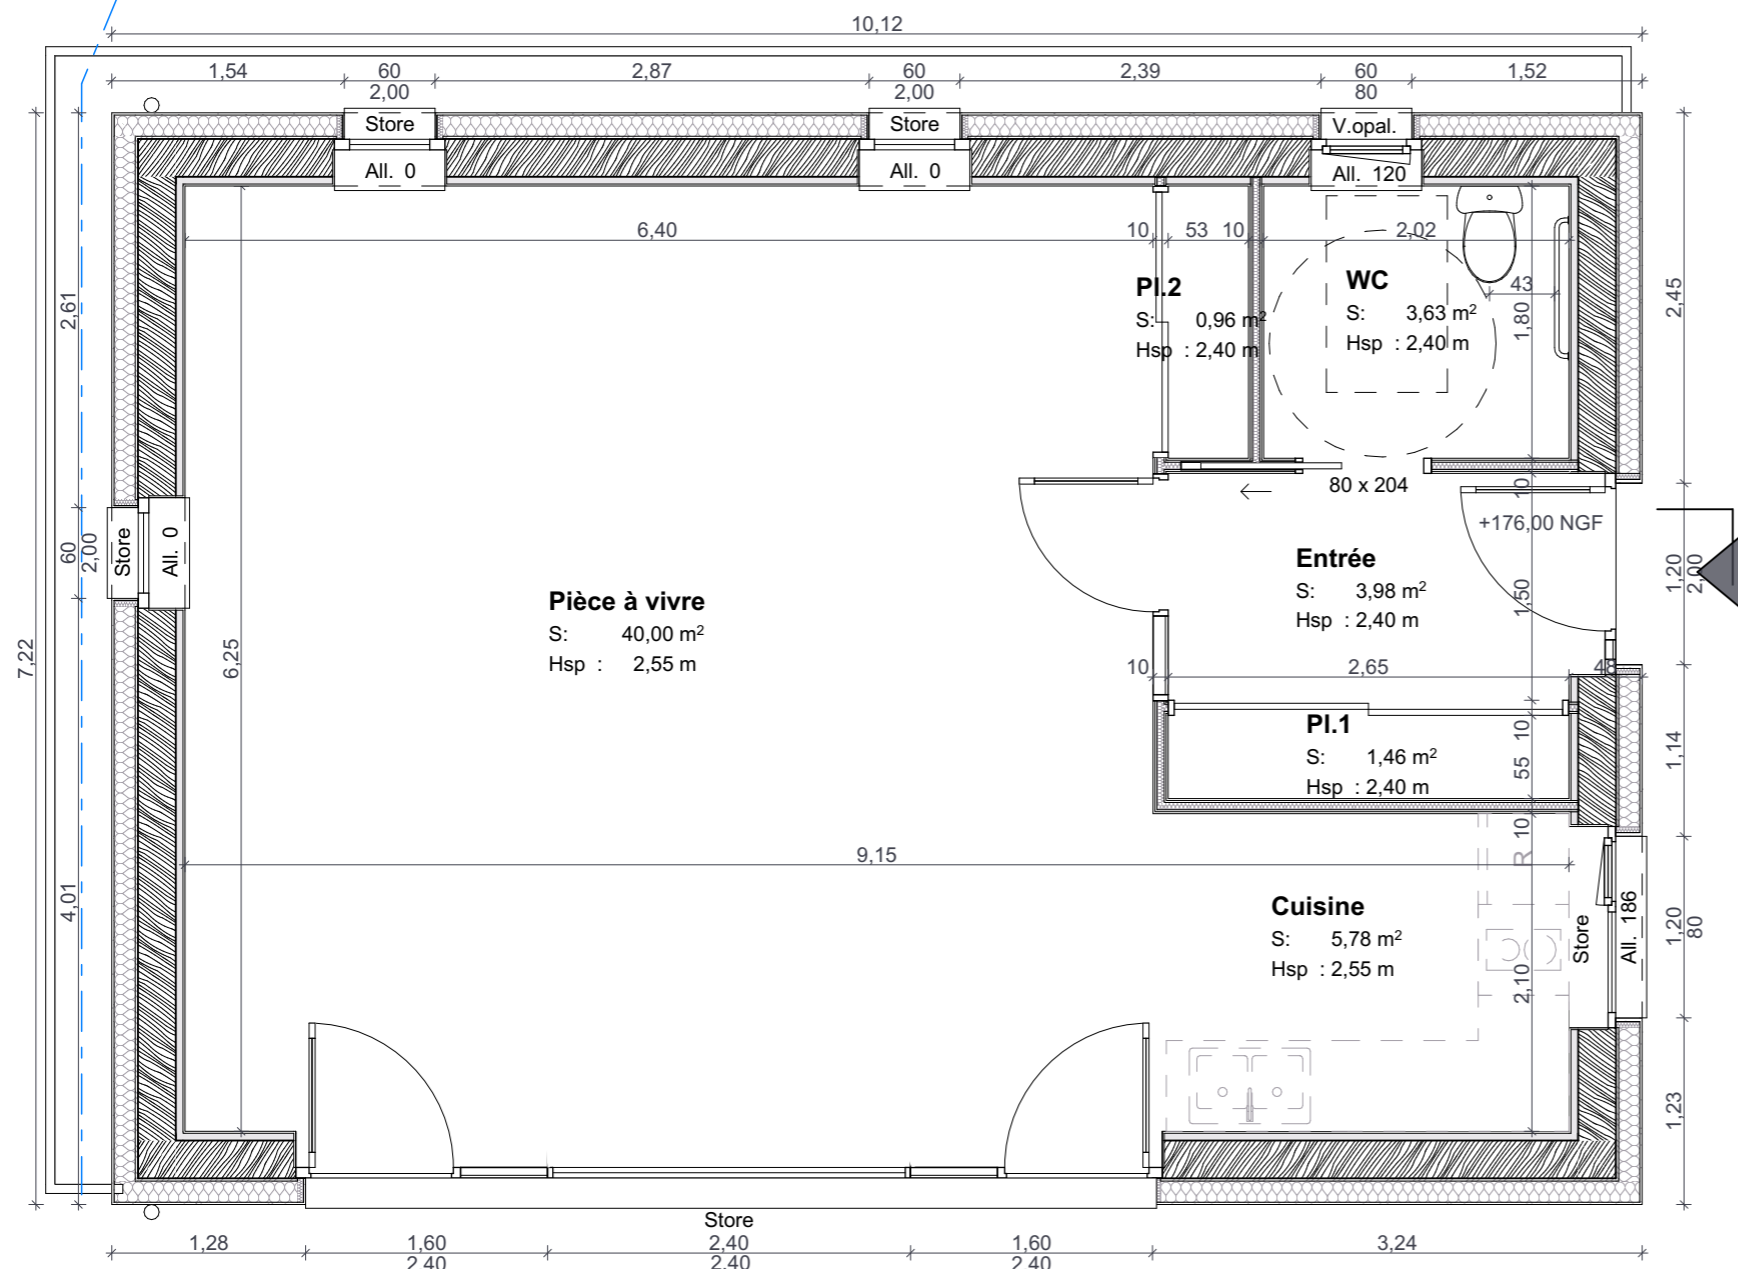 10,12
1,54
60
2,87
60
2,39
60
1,52
2,00
2,00
80
Store
Store
V.opal.
All. 0
All. 0
All. 120
6,40
10
53
10
2,02
Pl.2
S: 0,96 m²
Hsp : 2,40 m
WC
S: 3,63 m²
Hsp : 2,40 m
43
1,80
2,45
2,61
80 x 204
10
+176,00 NGF
60
2,00
Store
All. 0
Entrée
S: 3,98 m²
Hsp : 2,40 m
1,50
1,20
2,00
Pièce à vivre
S: 40,00 m²
Hsp : 2,55 m
7,22
6,25
10
2,65
48
Pl.1
S: 1,46 m²
Hsp : 2,40 m
10
55
10
1,14
9,15
R
4,01
Cuisine
S: 5,78 m²
Hsp : 2,55 m
2,10
Store
All. 186
1,20
80
1,23
Store
1,28
1,60
2,40
1,60
3,24
2,40
2,40
2,40